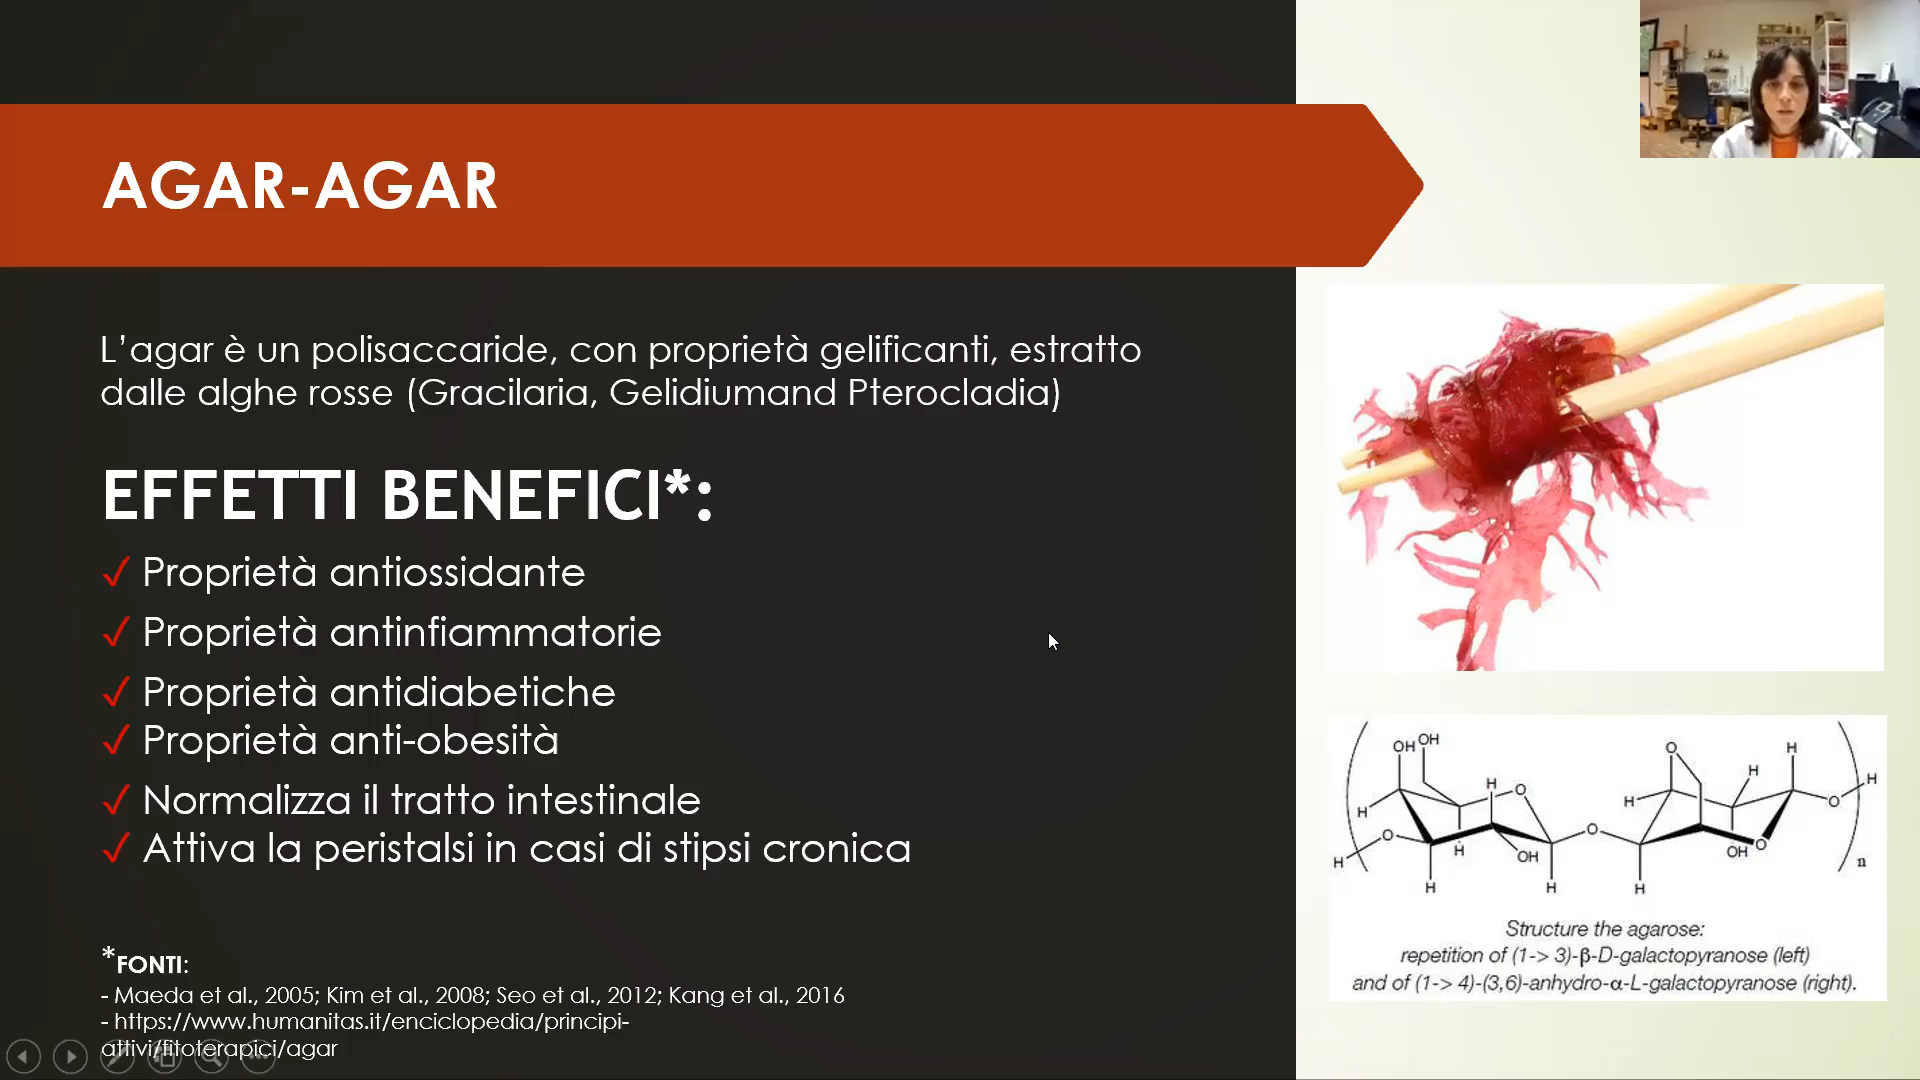 AGAR-AGAR
L’agar è un polisaccaride, con proprietà gelificanti, estratto
dalle alghe rosse (Gracilaria, Gelidiumand Pterocladia)
EFFETTI BENEFICI*:
✓ Proprietà antiossidante
✓ Proprietà antinfiammatorie
✓ Proprietà antidiabetiche
✓ Proprietà anti-obesità
✓ Normalizza il tratto intestinale
✓ Attiva la peristalsi in casi di stipsi cronica
*FONTI:
- Maeda et al., 2005; Kim et al., 2008; Seo et al., 2012; Kang et al., 2016
- https://www.humanitas.it/enciclopedia/principi-
attivi/fitoterapici/agar
OH OH H O H O H O H H H O H OH O H H O H H H OH O n
Structure the agarose:
repetition of (1-> 3)-β-D-galactopyranose (left)
and of (1-> 4)-(3,6)-anhydro-α-L-galactopyranose (right).